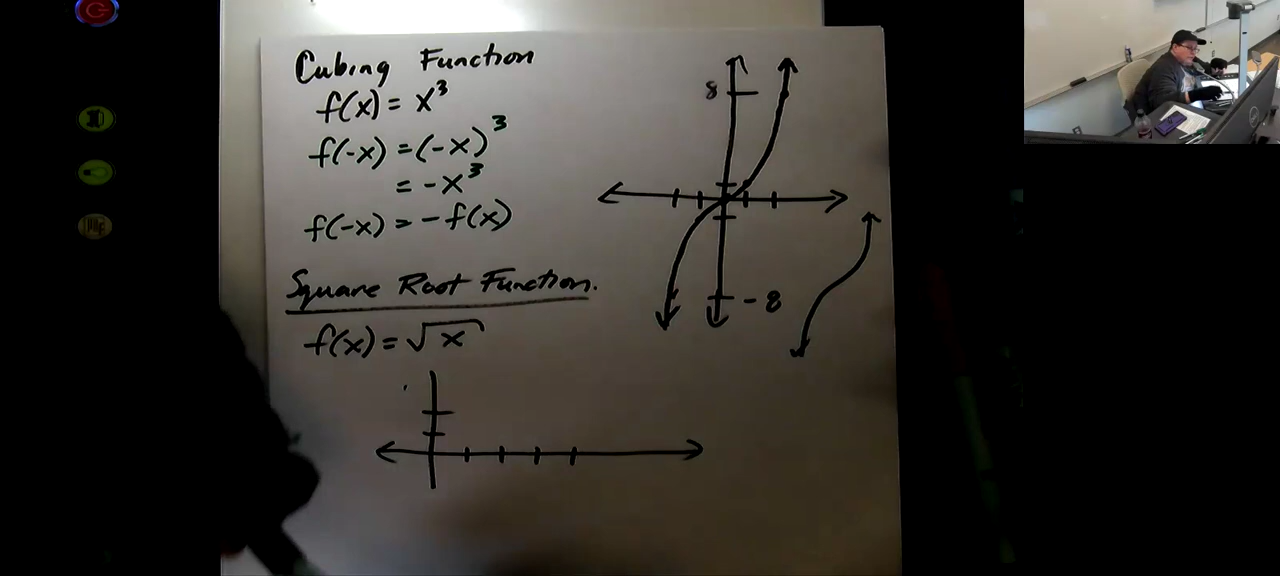 Cubing Function
f(x) = x³
f(-x) = (-x)³
= -x³
f(-x) = -f(x)
8
-8
Square Root Function.
f(x) = √x